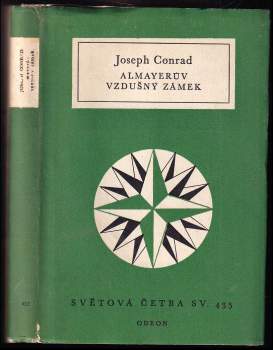 Joseph Conrad
ALMAYERŮV
VZDUŠNÝ ZÁMEK
SVĚTOVÁ ČETBA SV. 455
ODEON